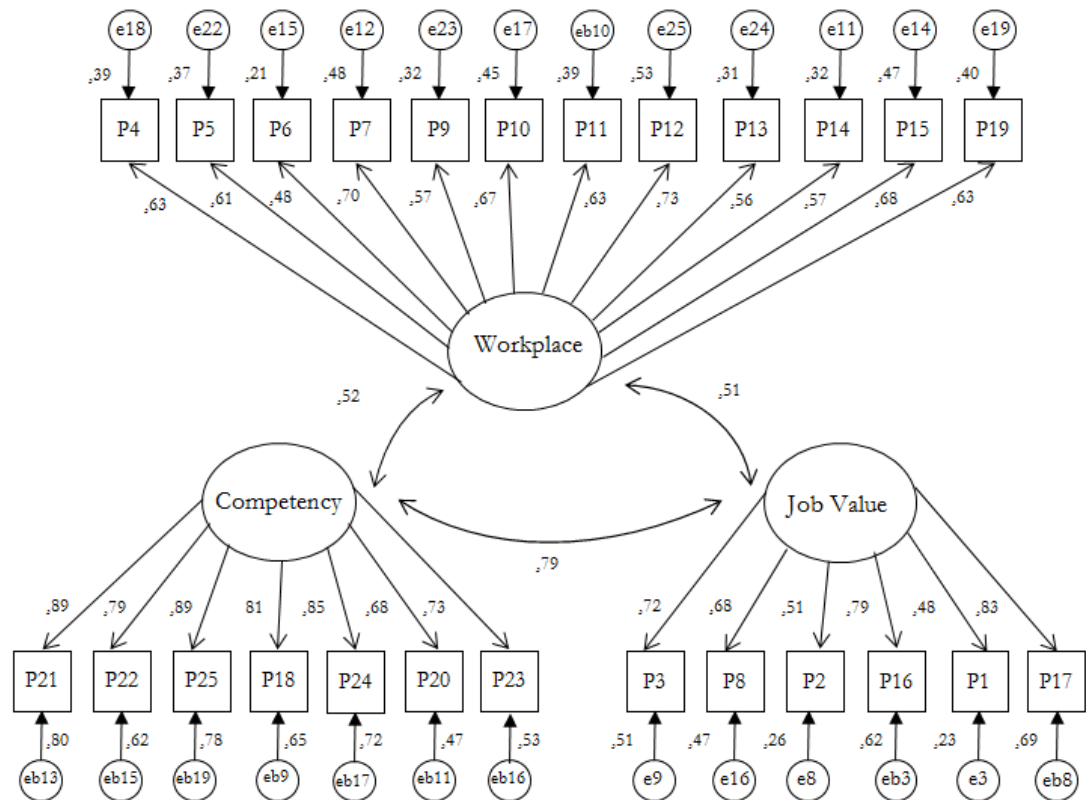 e18 e22 e15 e12 e23 e17 eb10 e25 e24 e11 e14 e19
,39 ,37 ,21 ,48 ,32 ,45 ,39 ,53 ,31 ,32 ,47 ,40
P4 P5 P6 P7 P9 P10 P11 P12 P13 P14 P15 P19
,63 ,61 ,48 ,70 ,57 ,67 ,63 ,73 ,56 ,57 ,68 ,63
Workplace
,52 ,51
Competency Job Value
,79
,89 ,79 ,89 81 ,85 ,68 ,73 ,72 ,68 ,51 ,79 ,48 ,83
P21 P22 P25 P18 P24 P20 P23 P3 P8 P2 P16 P1 P17
,80 ,62 ,78 ,65 ,72 ,47 ,53 ,51 ,47 ,26 ,62 ,23 ,69
eb13 eb15 eb19 eb9 eb17 eb11 eb16 e9 e16 e8 eb3 e3 eb8